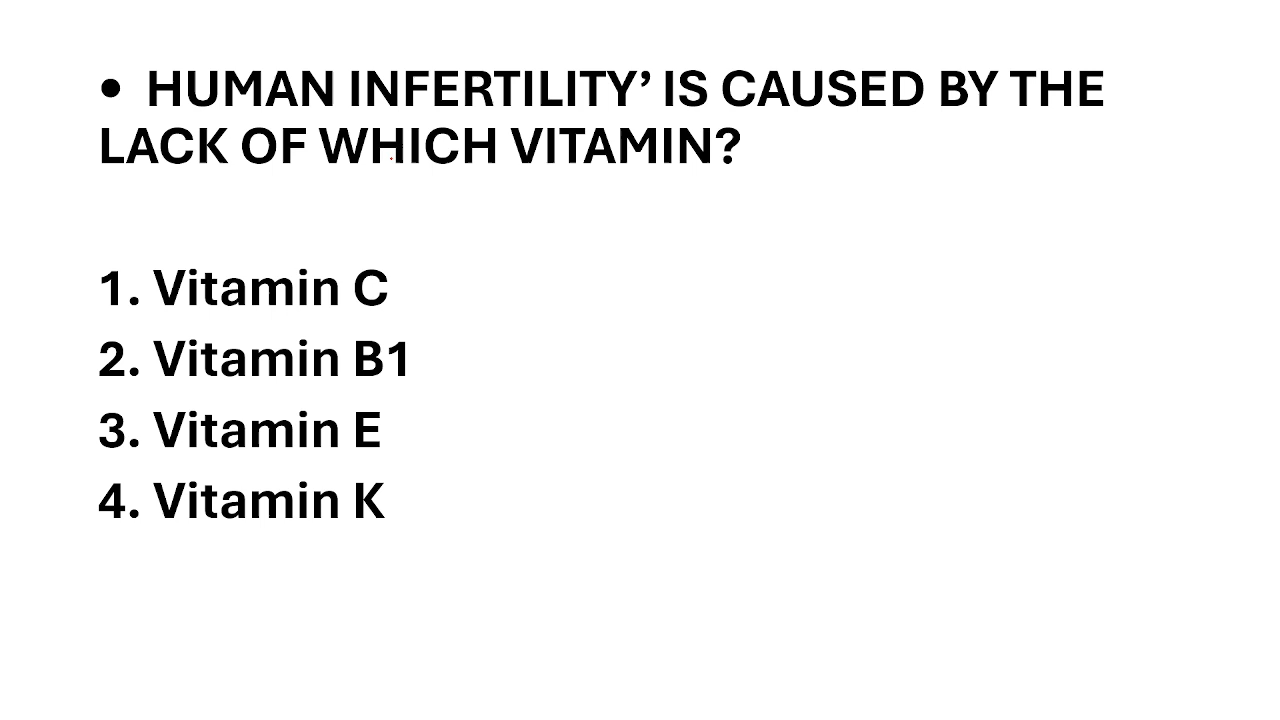 • HUMAN INFERTILITY’ IS CAUSED BY THE
LACK OF WHICH VITAMIN?
1. Vitamin C
2. Vitamin B1
3. Vitamin E
4. Vitamin K